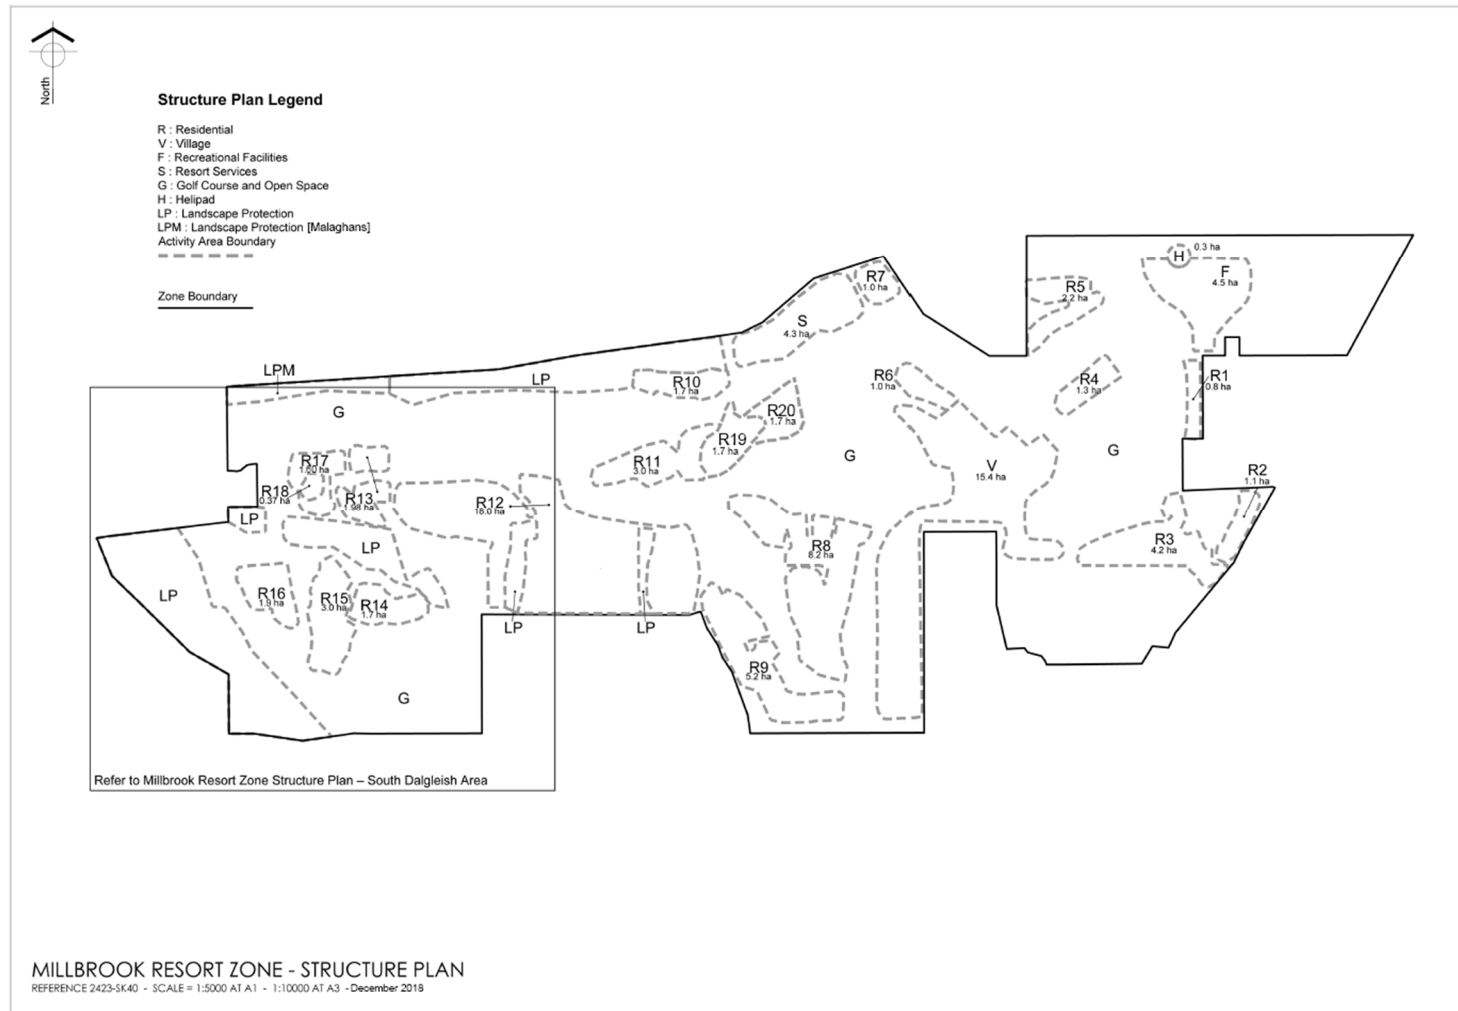 North
Structure Plan Legend
R : Residential
V : Village
F : Recreational Facilities
S : Resort Services
G : Golf Course and Open Space
H : Helipad
LP : Landscape Protection
LPM : Landscape Protection [Malaghans]
Activity Area Boundary
Zone Boundary
H
0.3 ha
F
4.5 ha
R7
1.0 ha
R5
2.2 ha
S
4.3 ha
LPM
LP
R10
1.7 ha
R6
1.0 ha
R4
1.3 ha
R1
0.8 ha
G
R20
1.7 ha
R19
1.7 ha
G
G
R17
1.60 ha
R11
3.0 ha
V
15.4 ha
R2
1.1 ha
R18
0.37 ha
R13
1.98 ha
R12
16.0 ha
LP
LP
R8
8.2 ha
R3
4.2 ha
LP
R16
1.9 ha
R15
3.0 ha
R14
1.7 ha
LP
LP
R9
5.2 ha
G
Refer to Millbrook Resort Zone Structure Plan – South Dalgleish Area
MILLBROOK RESORT ZONE - STRUCTURE PLAN
REFERENCE 2423-SK40 - SCALE = 1:5000 AT A1 - 1:10000 AT A3 - December 2018